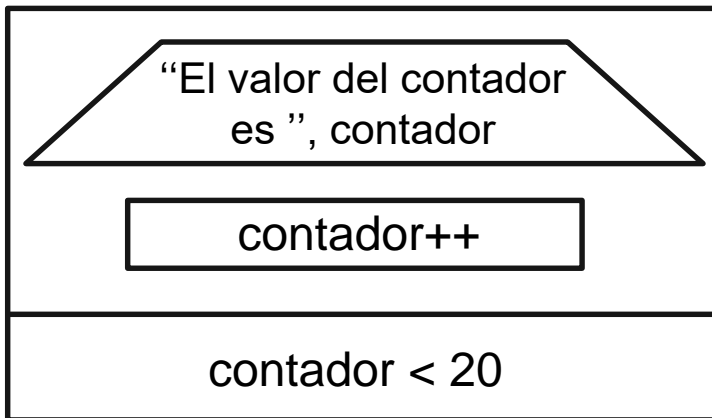 ‘‘El valor del contador
es ’’, contador
contador++
contador < 20